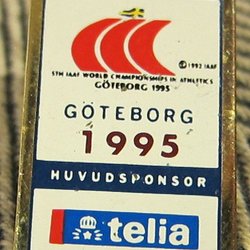 © 1992 IAAF
5TH IAAF WORLD CHAMPIONSHIPS IN ATHLETICS
GÖTEBORG 1995
GÖTEBORG
1995
HUVUDSPONSOR
telia